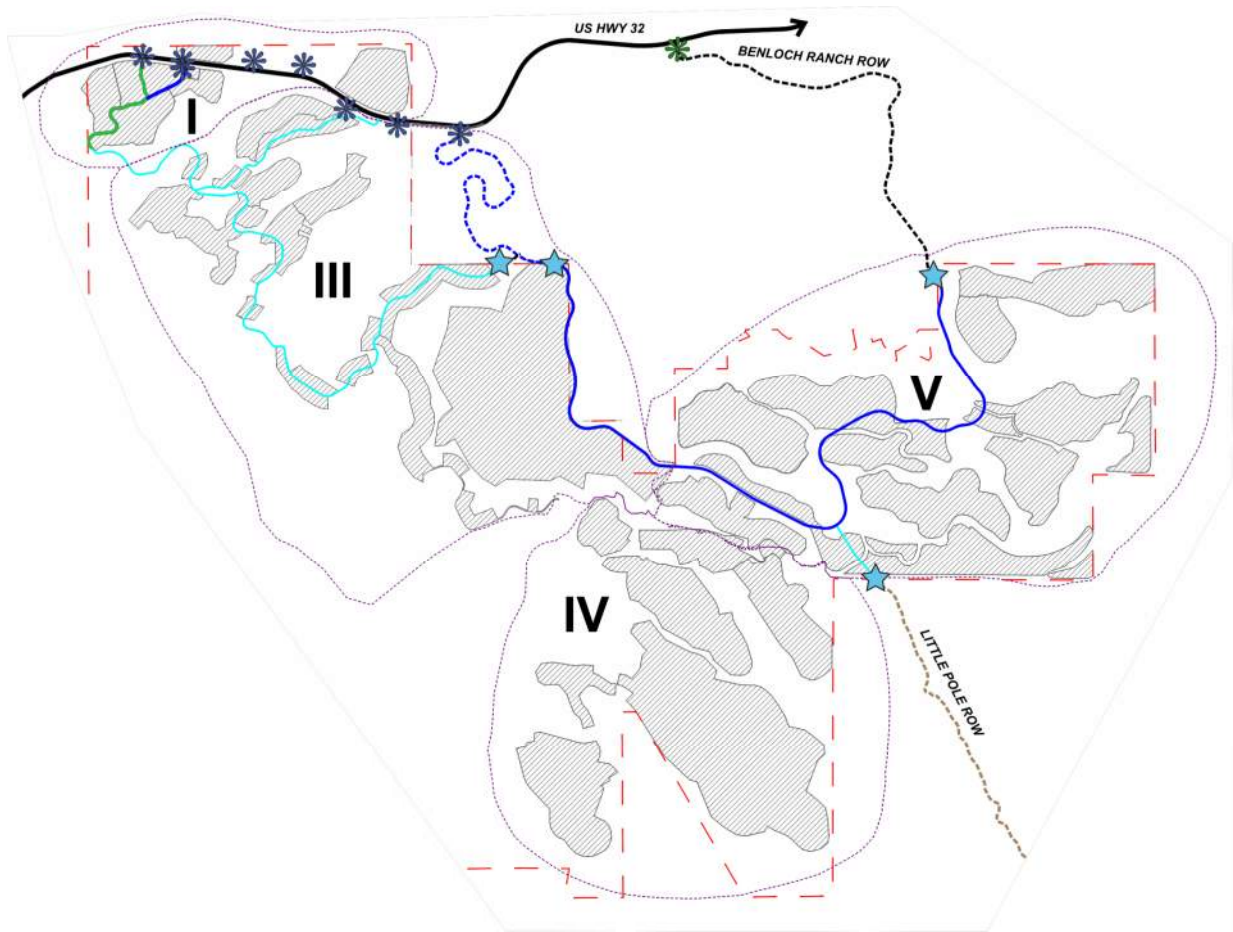 US HWY 32
BENLOCH RANCH ROW
I
III
V
IV
LITTLE POLE ROW